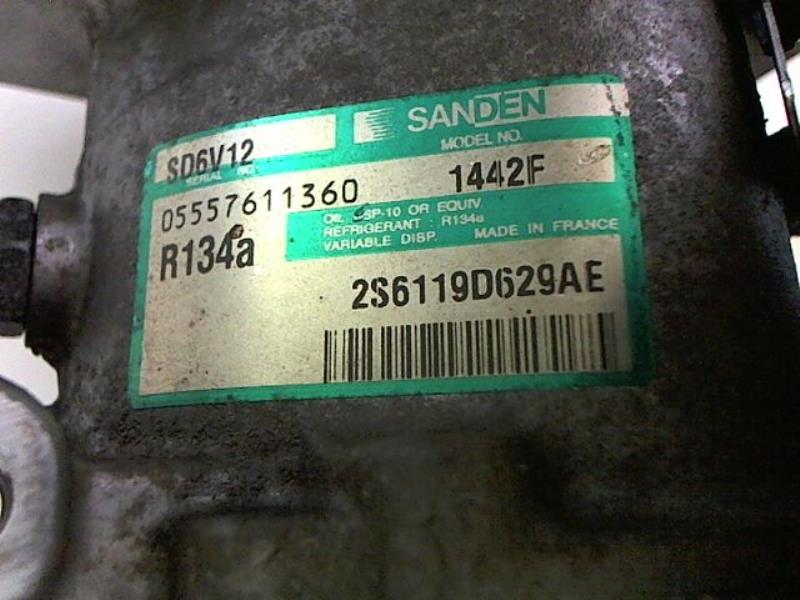 SANDEN
SD6V12
MODEL NO.
SERIAL NO.
1442F
05557611360
OIL SP-10 OR EQUIV
REFRIGERANT : R134a
VARIABLE DISP. MADE IN FRANCE
R134a
2S6119D629AE